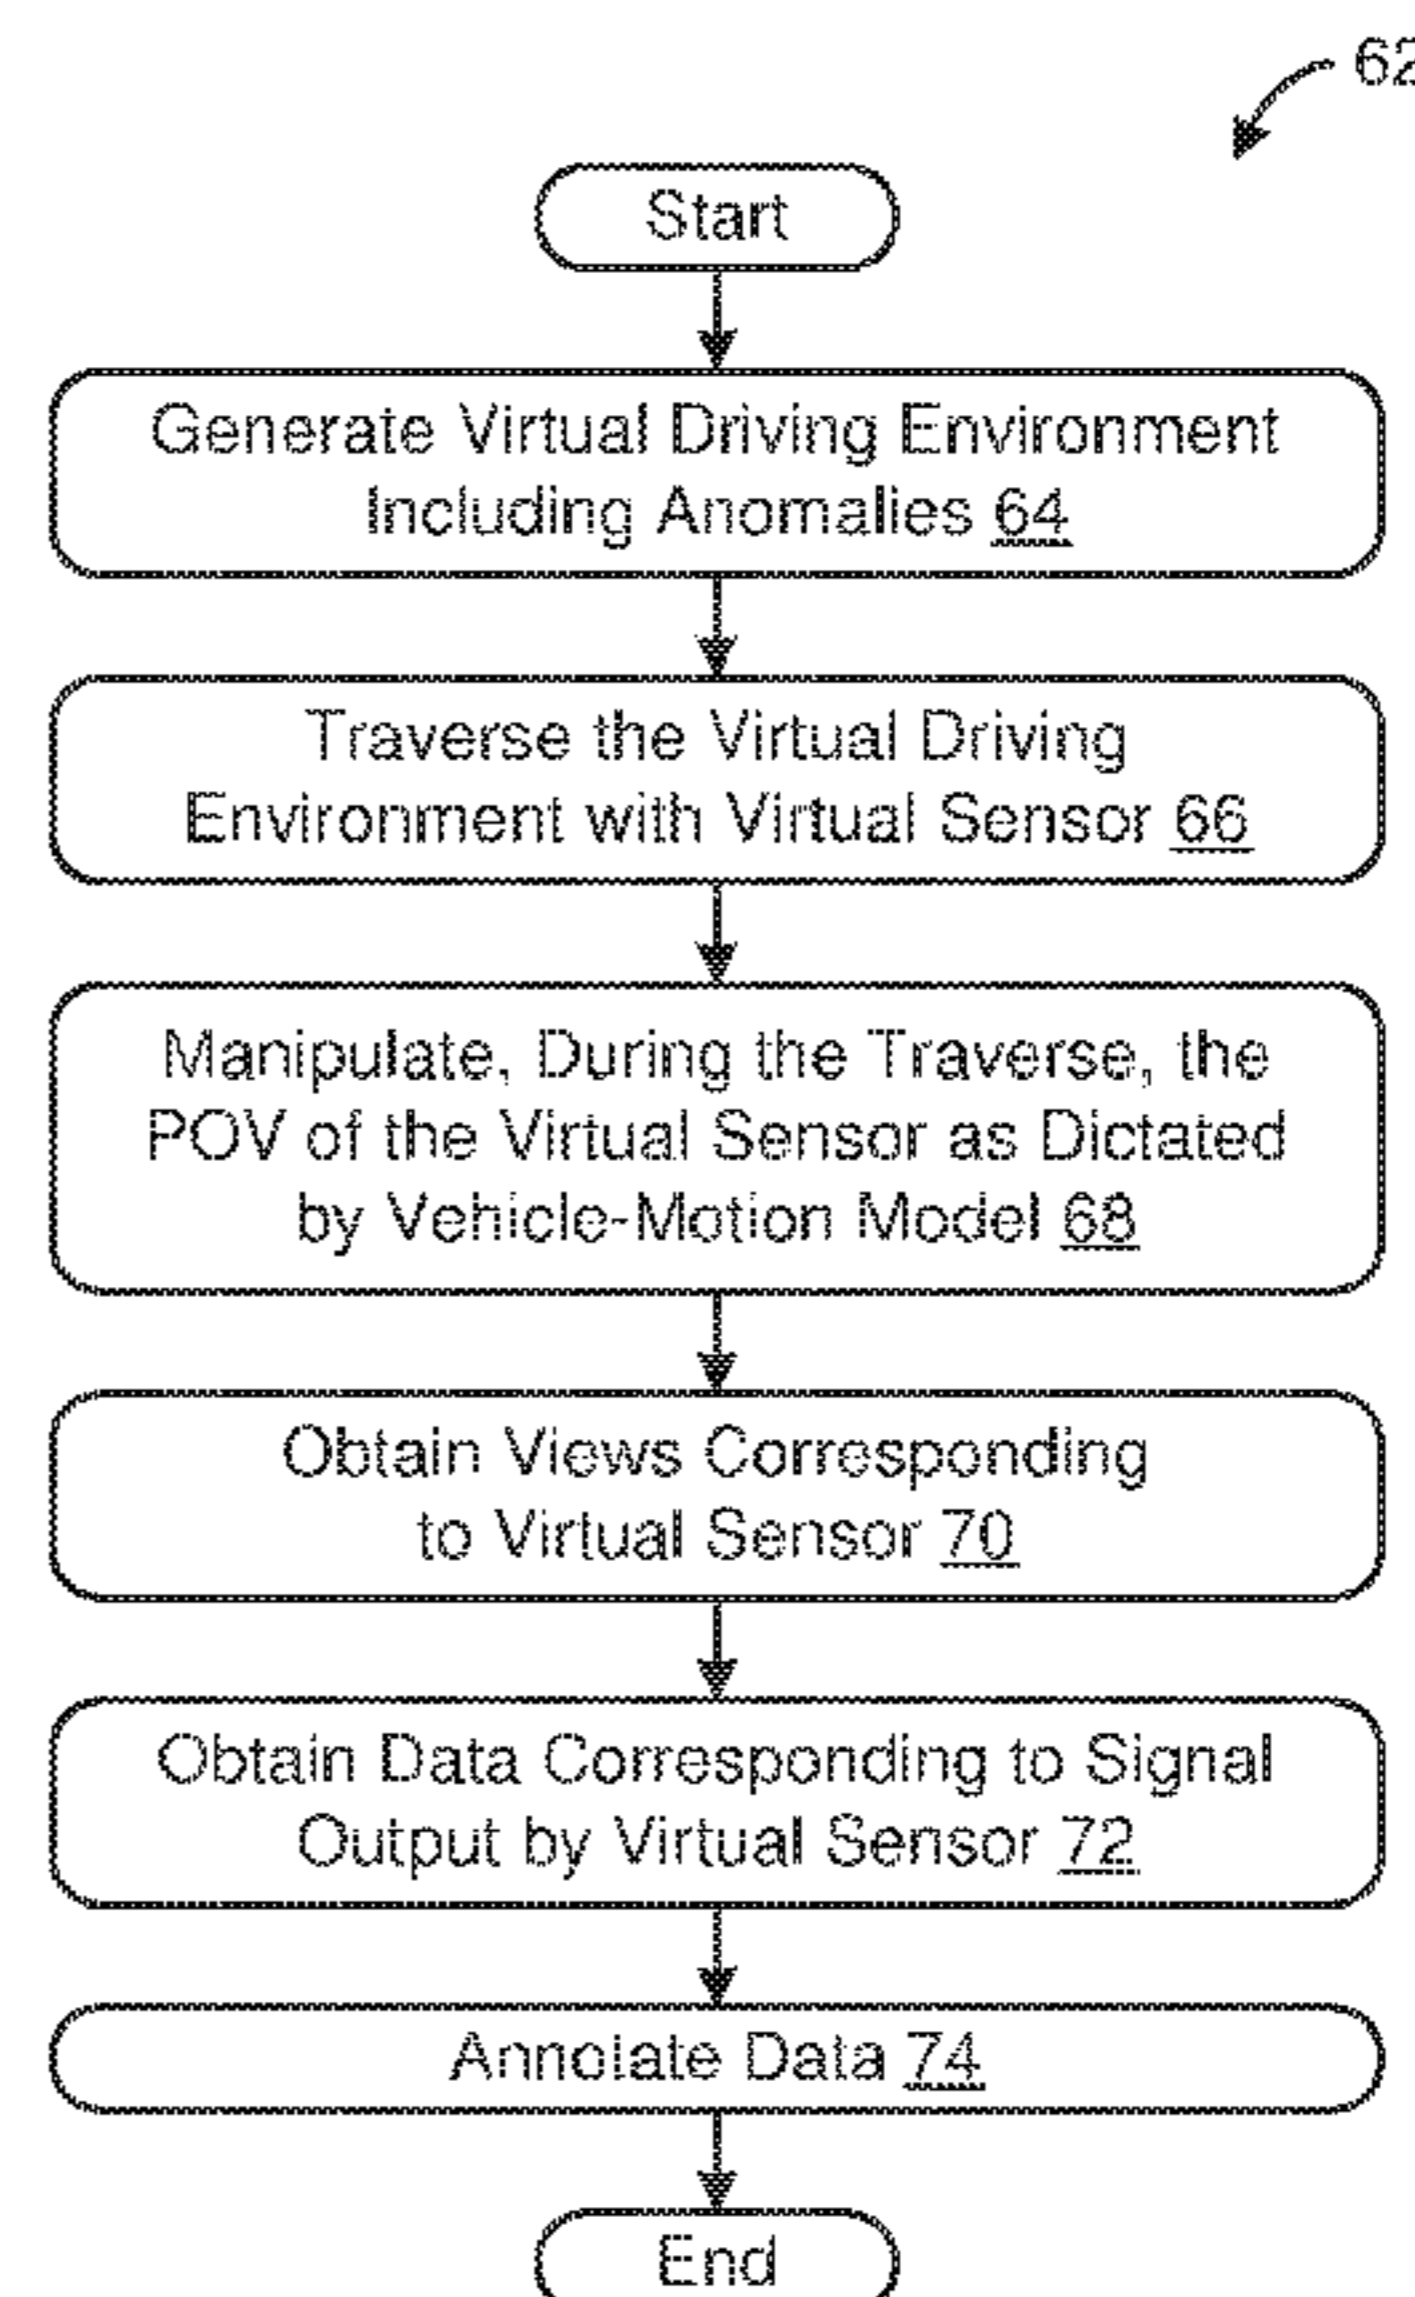 62
Start
Generate Virtual Driving Environment
Including Anomalies 64
Traverse the Virtual Driving
Environment with Virtual Sensor 66
Manipulate, During the Traverse, the
POV of the Virtual Sensor as Dictated
by Vehicle-Motion Model 68
Obtain Views Corresponding
to Virtual Sensor 70
Obtain Data Corresponding to Signal
Output by Virtual Sensor 72
Annotate Data 74
End